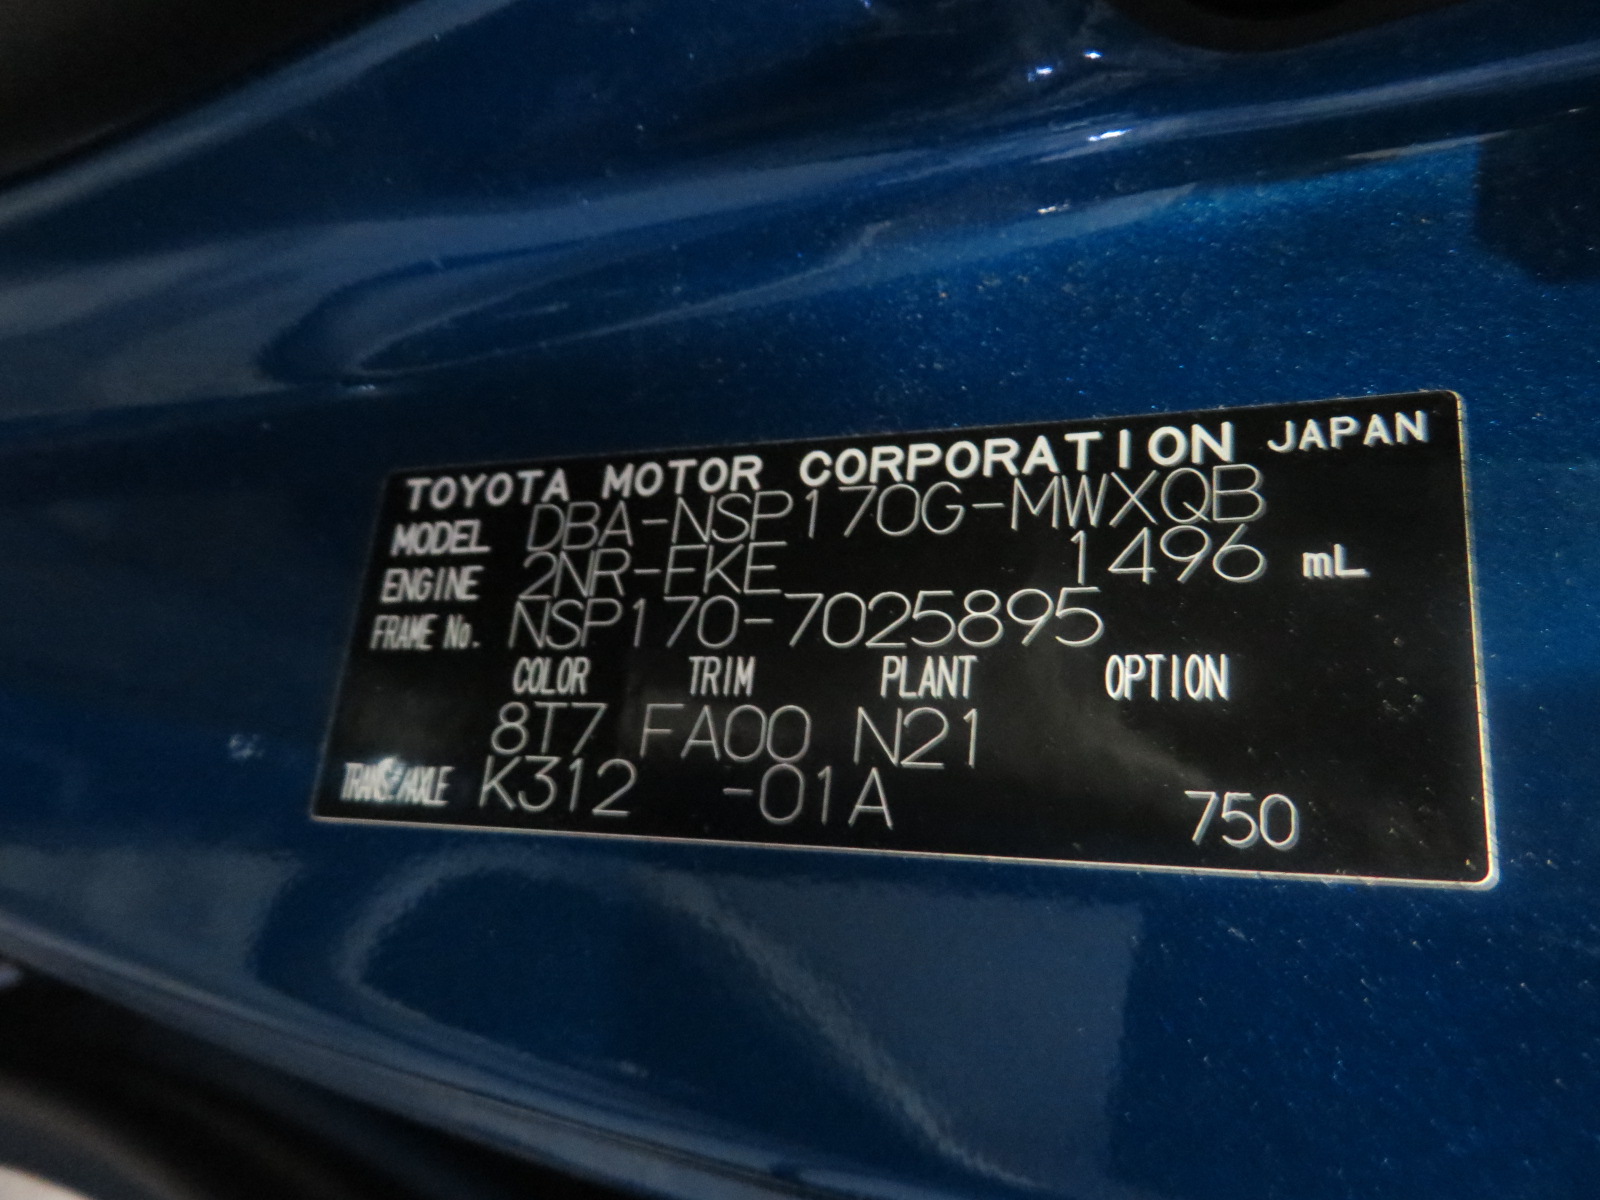 TOYOTA MOTOR CORPORATION JAPAN
MODEL DBA-NSP170G-MWXQB
ENGINE 2NR-FKE 1496 mL
FRAME No. NSP170-7025895
COLOR TRIM PLANT OPTION
8T7 FA00 N21
TRANS./AXLE K312 -01A 750